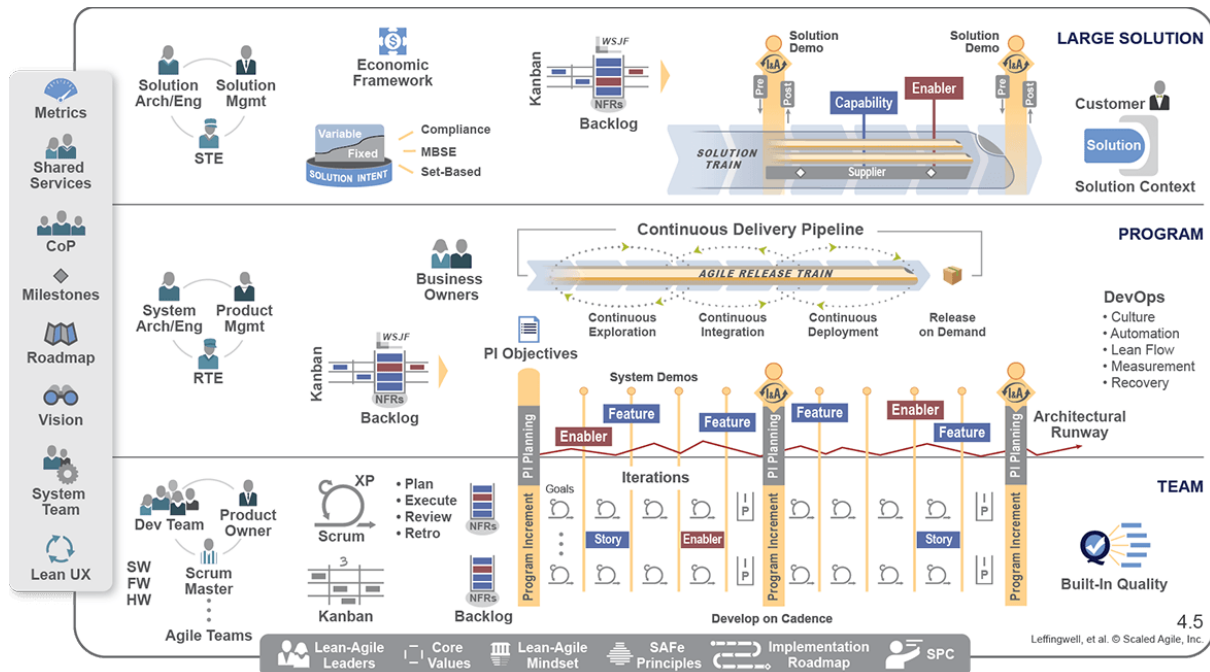 Metrics
Shared
Services
CoP
Milestones
Roadmap
Vision
System
Team
Lean UX
LARGE SOLUTION
Solution
Arch/Eng
Solution
Mgmt
STE
Economic
Framework
Variable
Fixed
SOLUTION INTENT
Compliance
MBSE
Set-Based
Kanban
WSJF
NFRs
Backlog
Solution
Demo
I&A
Pre
Post
Capability
Enabler
Solution
Demo
I&A
Pre
Post
SOLUTION
TRAIN
Supplier
Customer
Solution
Solution Context
PROGRAM
System
Arch/Eng
Product
Mgmt
RTE
Business
Owners
Continuous Delivery Pipeline
AGILE RELEASE TRAIN
Continuous
Exploration
Continuous
Integration
Continuous
Deployment
Release
on Demand
DevOps
• Culture
• Automation
• Lean Flow
• Measurement
• Recovery
Kanban
WSJF
NFRs
Backlog
PI Objectives
System Demos
I&A
I&A
PI Planning
Enabler
Feature
Feature
PI Planning
Feature
Enabler
Feature
PI Planning
Architectural
Runway
TEAM
Dev Team
Product
Owner
Scrum
Master
SW
FW
HW
Agile Teams
XP
Scrum
• Plan
• Execute
• Review
• Retro
3
Kanban
NFRs
NFRs
Backlog
Program Increment
Goals
Iterations
Story
Enabler
I
P
I
P
Program Increment
Story
I
P
I
P
Program Increment
Develop on Cadence
Built-In Quality
4.5
Leffingwell, et al. © Scaled Agile, Inc.
Lean-Agile
Leaders
Core
Values
Lean-Agile
Mindset
SAFe
Principles
Implementation
Roadmap
SPC